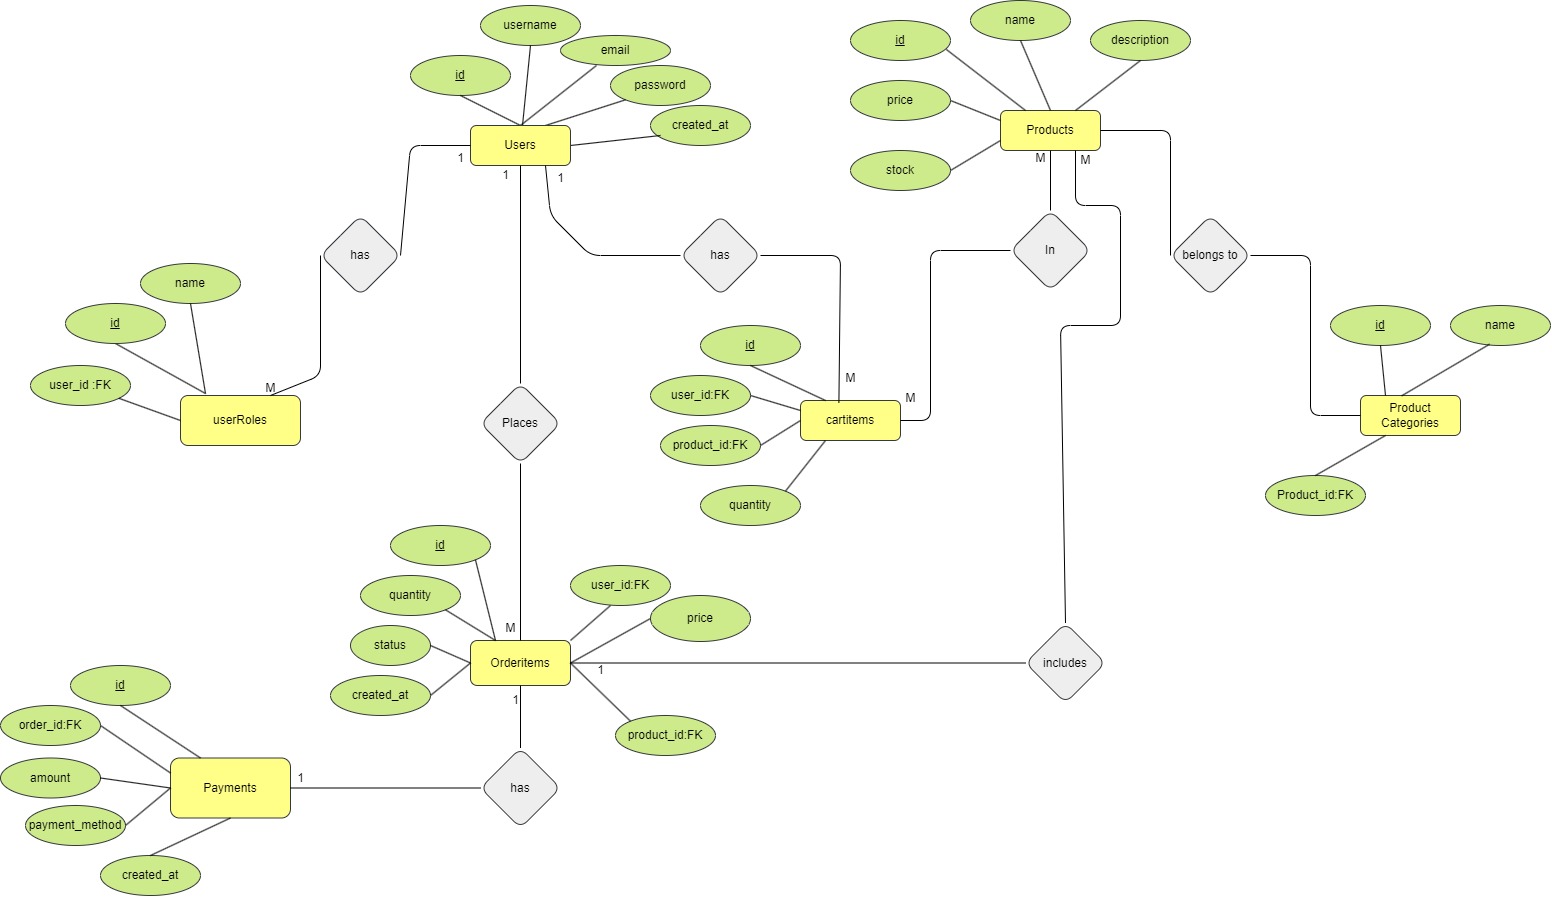 username
name
id
description
email
id
password
price
created_at
Products
Users
1
M
M
stock
1
1
In
has
has
belongs to
name
id
id
name
id
M
user_id :FK
M
user_id:FK
M
Product
Categories
userRoles
cartitems
Places
product_id:FK
Product_id:FK
quantity
id
user_id:FK
quantity
price
M
status
Orderitems
includes
1
id
created_at
1
order_id:FK
product_id:FK
amount
1
Payments
has
payment_method
created_at